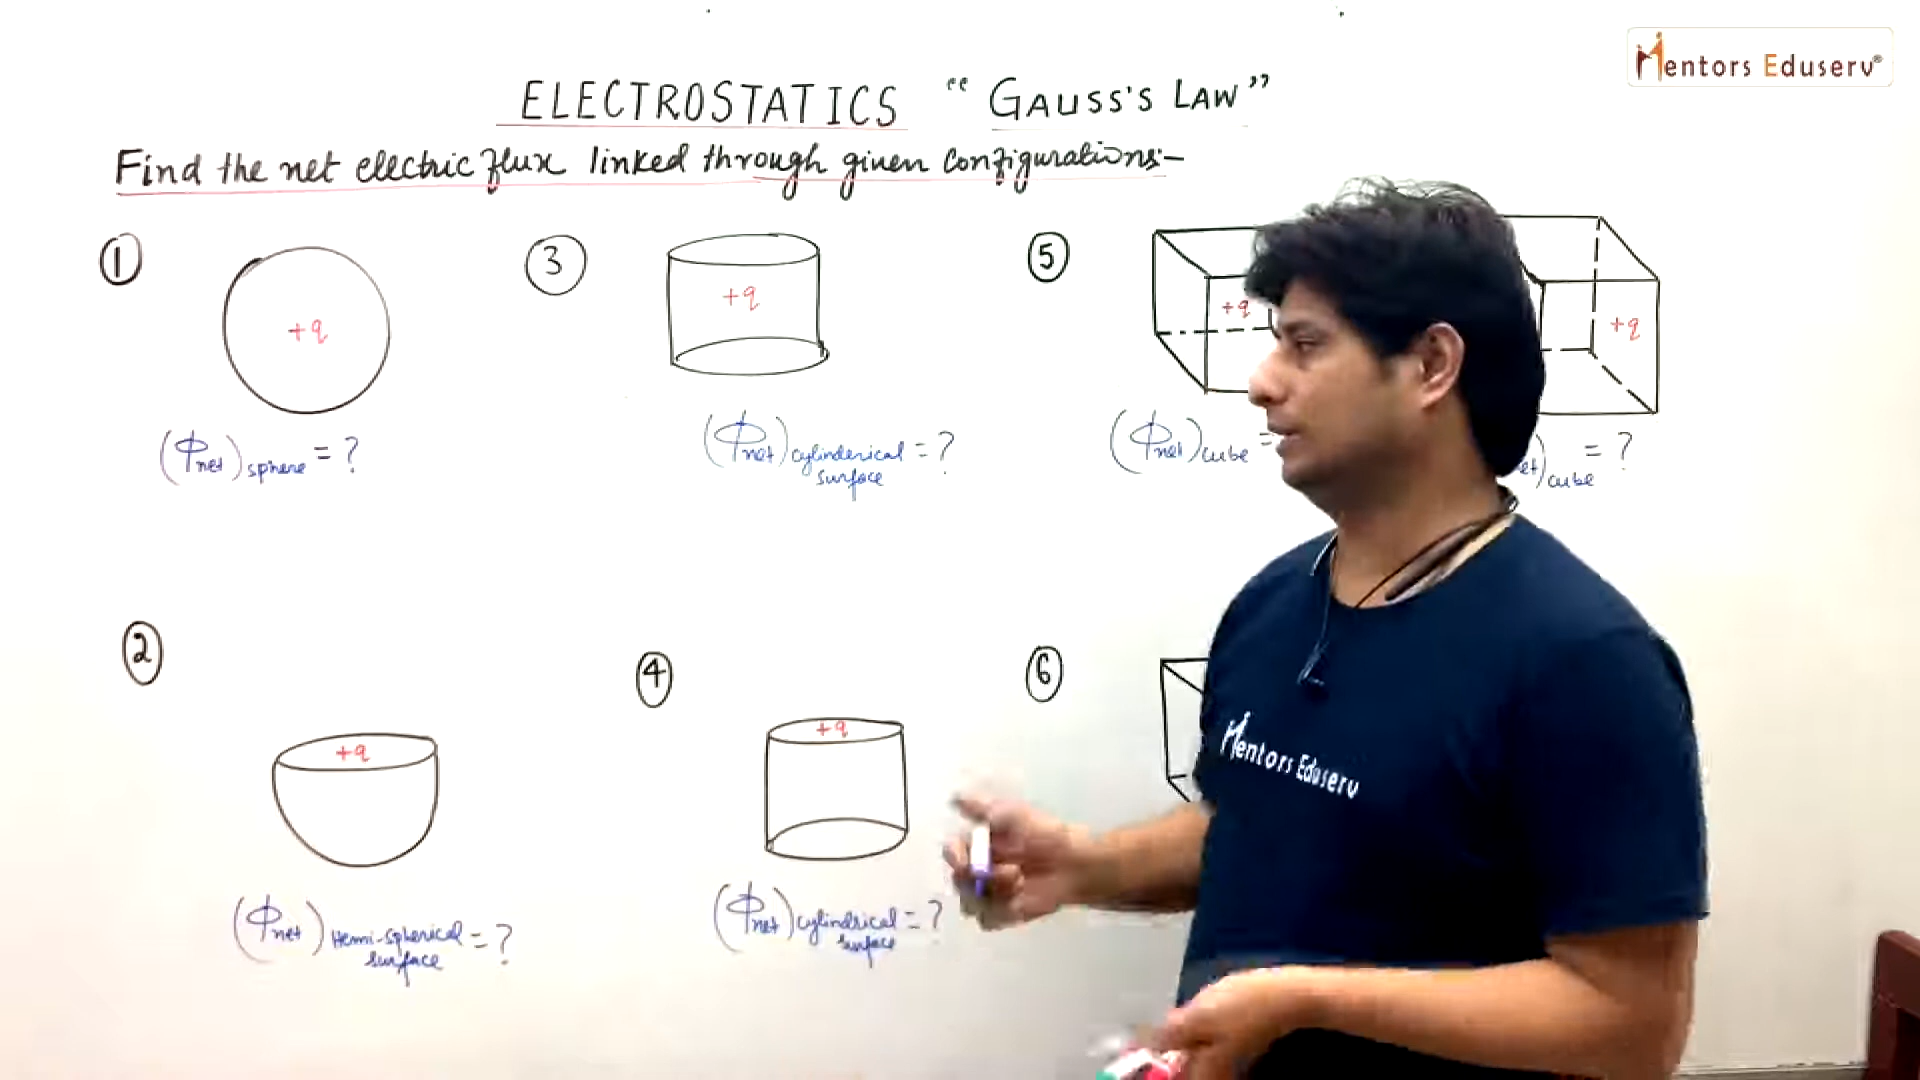 Mentors Eduserv®
ELECTROSTATICS “GAUSS'S LAW”
Find the net electric flux linked through given configurations:-
① ③ ⑤
+q
+q
+q
+q
(Φnet)sphere = ?
(Φnet)cylinderical surface = ?
(Φnet)cube =
et)cube = ?
② ④ ⑥
+q
+q
Mentors Eduserv
(Φnet)Hemi-spherical surface = ?
(Φnet)cylindrical surface = ?